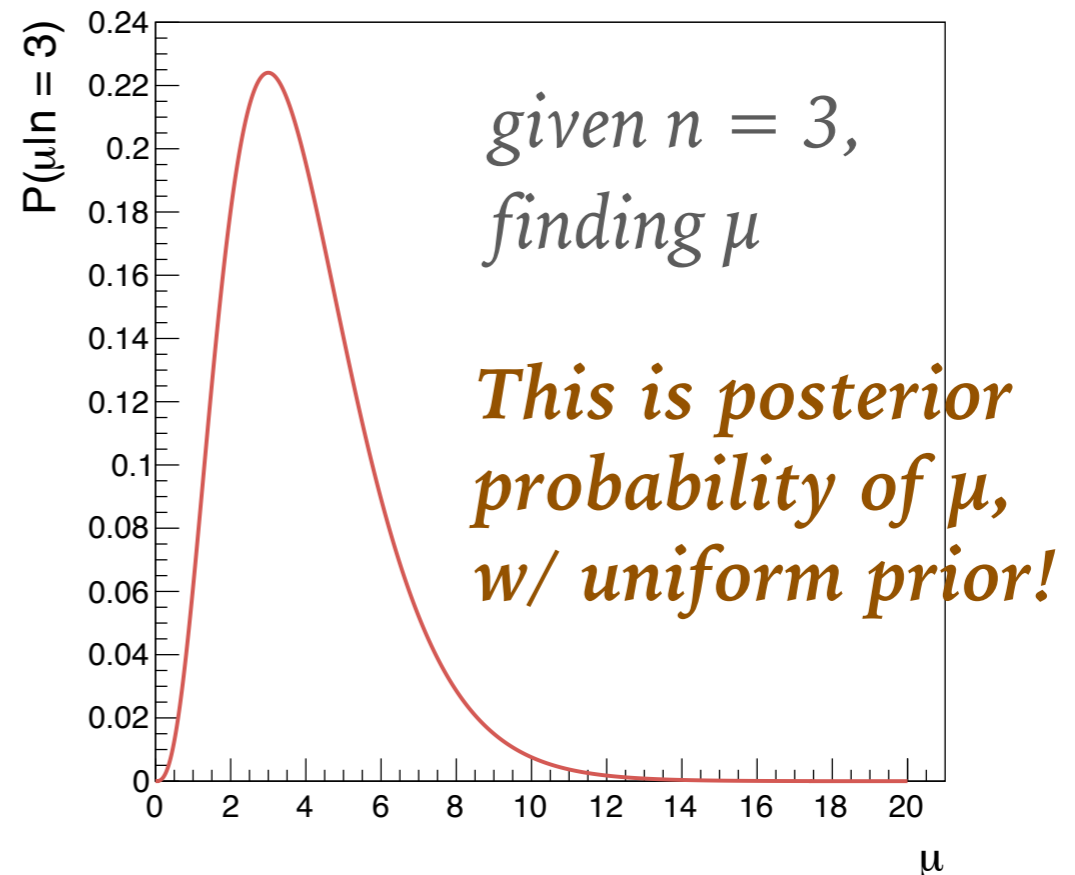 P(μ|n = 3)
0.24
0.22
0.2
0.18
0.16
0.14
0.12
0.1
0.08
0.06
0.04
0.02
0
given n = 3,
finding μ
This is posterior
probability of μ,
w/ uniform prior!
0 2 4 6 8 10 12 14 16 18 20
μ